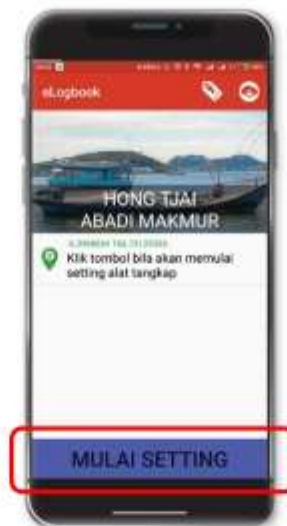 eLogbook
HONG TJAI
ABADI MAKMUR
Klik tombol bila akan memulai
setting alat tangkap
MULAI SETTING